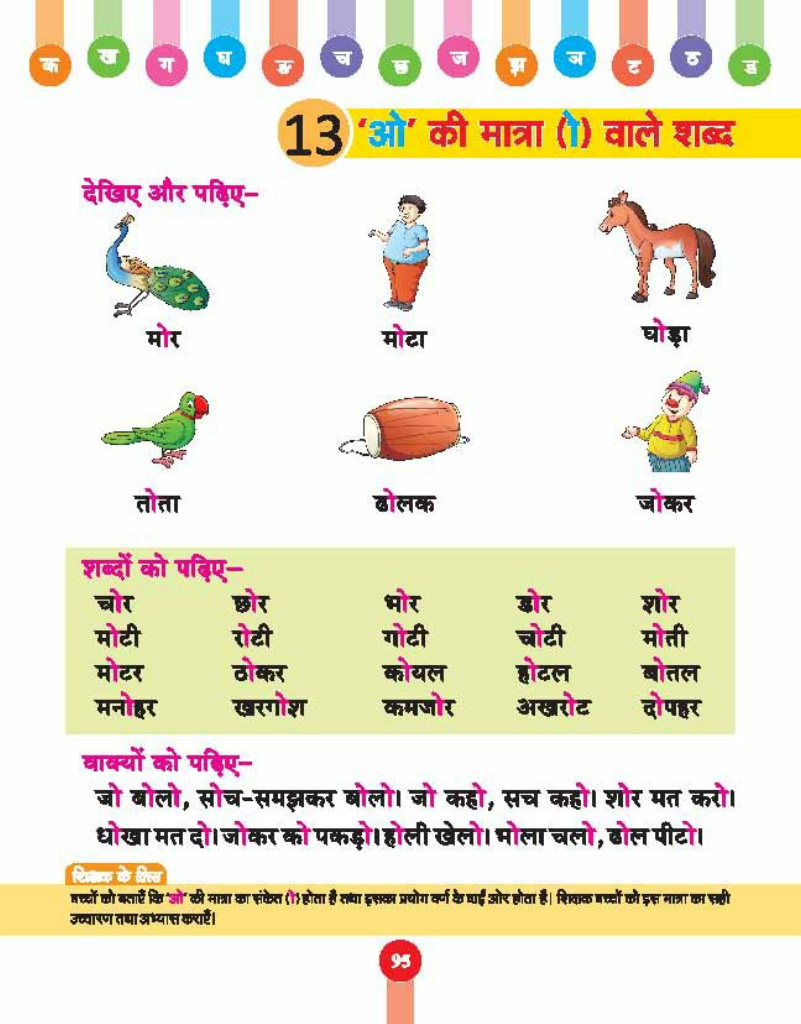 क ख ग घ ङ च छ ज झ ञ ट ठ ड
13 ‘ओ’ की मात्रा (ो) वाले शब्द
देखिए और पढ़िए–
मोर मोटा घोड़ा
तोता ढोलक जोकर
शब्दों को पढ़िए–
चोर छोर भोर डोर शोर
मोटी रोटी गोटी चोटी मोती
मोटर ठोकर कोयल होटल बोतल
मनोहर खरगोश कमजोर अखरोट दोपहर
वाक्यों को पढ़िए–
जो बोलो, सोच-समझकर बोलो। जो कहो, सच कहो। शोर मत करो।
धोखा मत दो। जोकर को पकड़ो। होली खेलो। भोला चलो, ढोल पीटो।
शिक्षक के लिए
बच्चों को बताएँ कि ‘ओ’ की मात्रा का संकेत (ो) होता है तथा इसका प्रयोग वर्ण के दाईं ओर होता है। शिक्षक बच्चों को इस मात्रा का सही
उच्चारण तथा अभ्यास कराएँ।
95